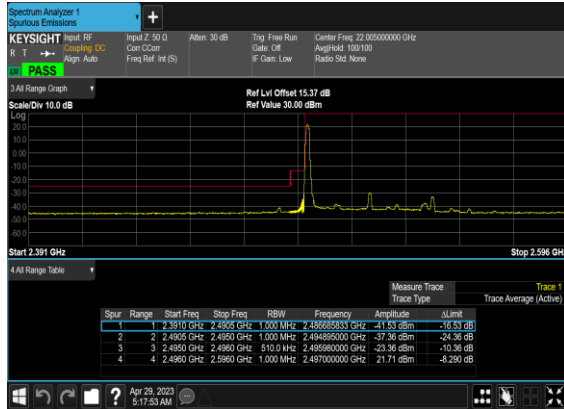 Spectrum Analyzer 1
Spurious Emissions
KEYSIGHT Input: RF Input Z: 50 Ω Atten: 30 dB Trig: Free Run Center Freq: 22.005000000 GHz
R T Coupling: DC Corr CCorr Gate: Off Avg|Hold: 100/100
Align: Auto Freq Ref: Int (S) IF Gain: Low Radio Std: None
PASS
3 All Range Graph
Ref Lvl Offset 15.37 dB
Scale/Div 10.0 dB Ref Value 30.00 dBm
Log
20.0
10.0
0.00
-10.0
-20.0
-30.0
-40.0
-50.0
-60.0
Start 2.391 GHz Stop 2.596 GH
4 All Range Table
Measure Trace Trace 1
Trace Type Trace Average (Active)
Spur Range Start Freq Stop Freq RBW Frequency Amplitude ΔLimit
1 1 2.3910 GHz 2.4905 GHz 1.000 MHz 2.486685833 GHz -41.53 dBm -16.53 dB
2 2 2.4905 GHz 2.4950 GHz 1.000 MHz 2.494895000 GHz -37.36 dBm -24.36 dB
3 3 2.4950 GHz 2.4960 GHz 510.0 kHz 2.495980000 GHz -23.36 dBm -10.36 dB
4 4 2.4960 GHz 2.5960 GHz 1.000 MHz 2.497000000 GHz 21.71 dBm -8.290 dB
? Apr 29, 2023
5:17:53 AM